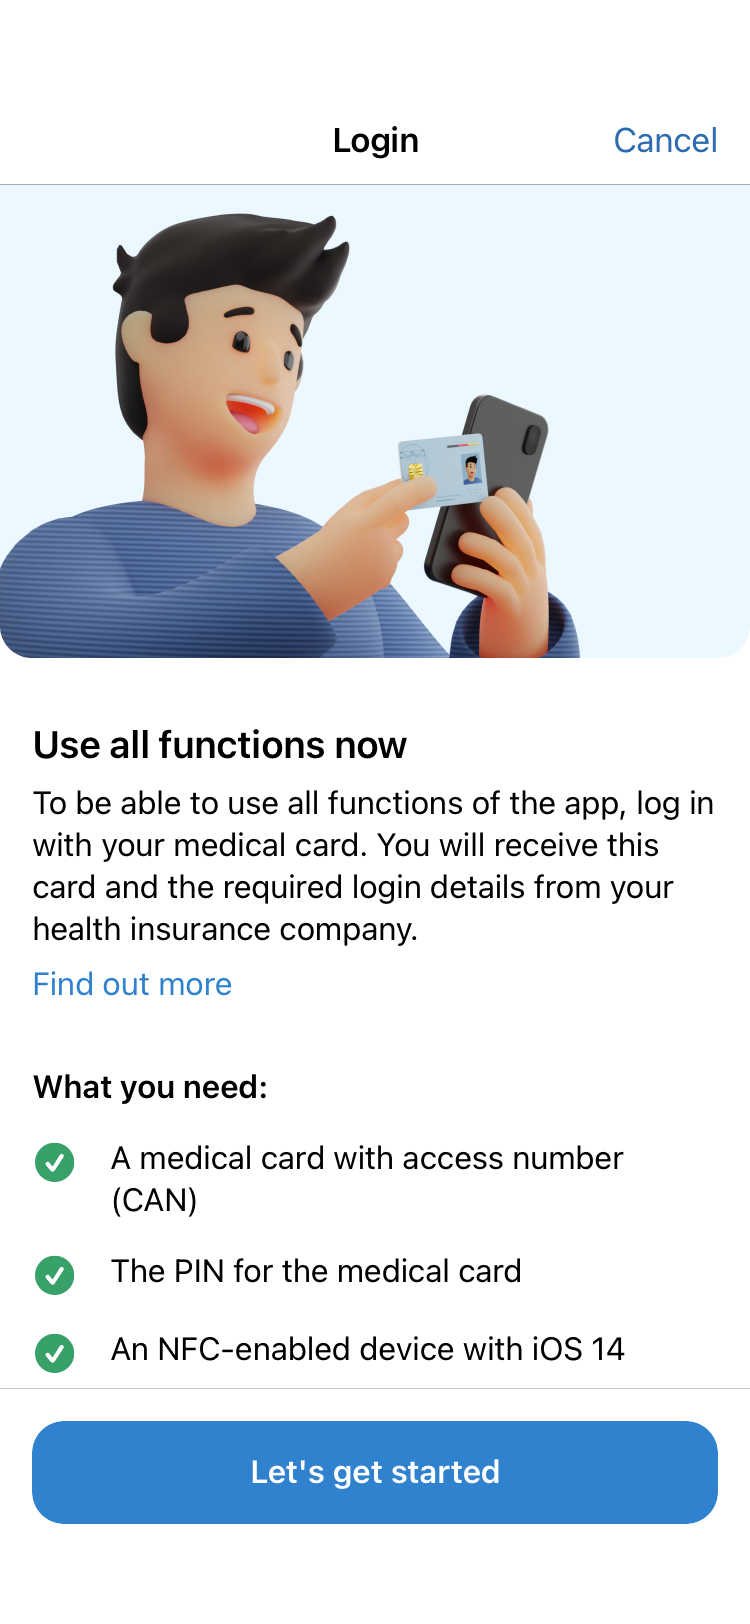 Login
Cancel
Use all functions now
To be able to use all functions of the app, log in
with your medical card. You will receive this
card and the required login details from your
health insurance company.
Find out more
What you need:
A medical card with access number
(CAN)
The PIN for the medical card
An NFC-enabled device with iOS 14
Let's get started